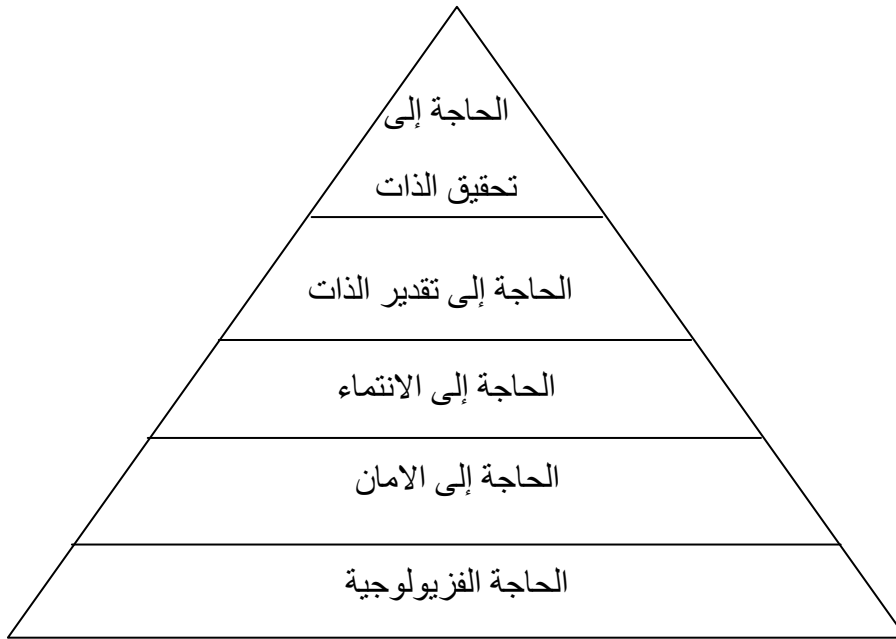 الحاجة إلى
تحقيق الذات
الحاجة إلى تقدير الذات
الحاجة إلى الانتماء
الحاجة إلى الامان
الحاجة الفزيولوجية